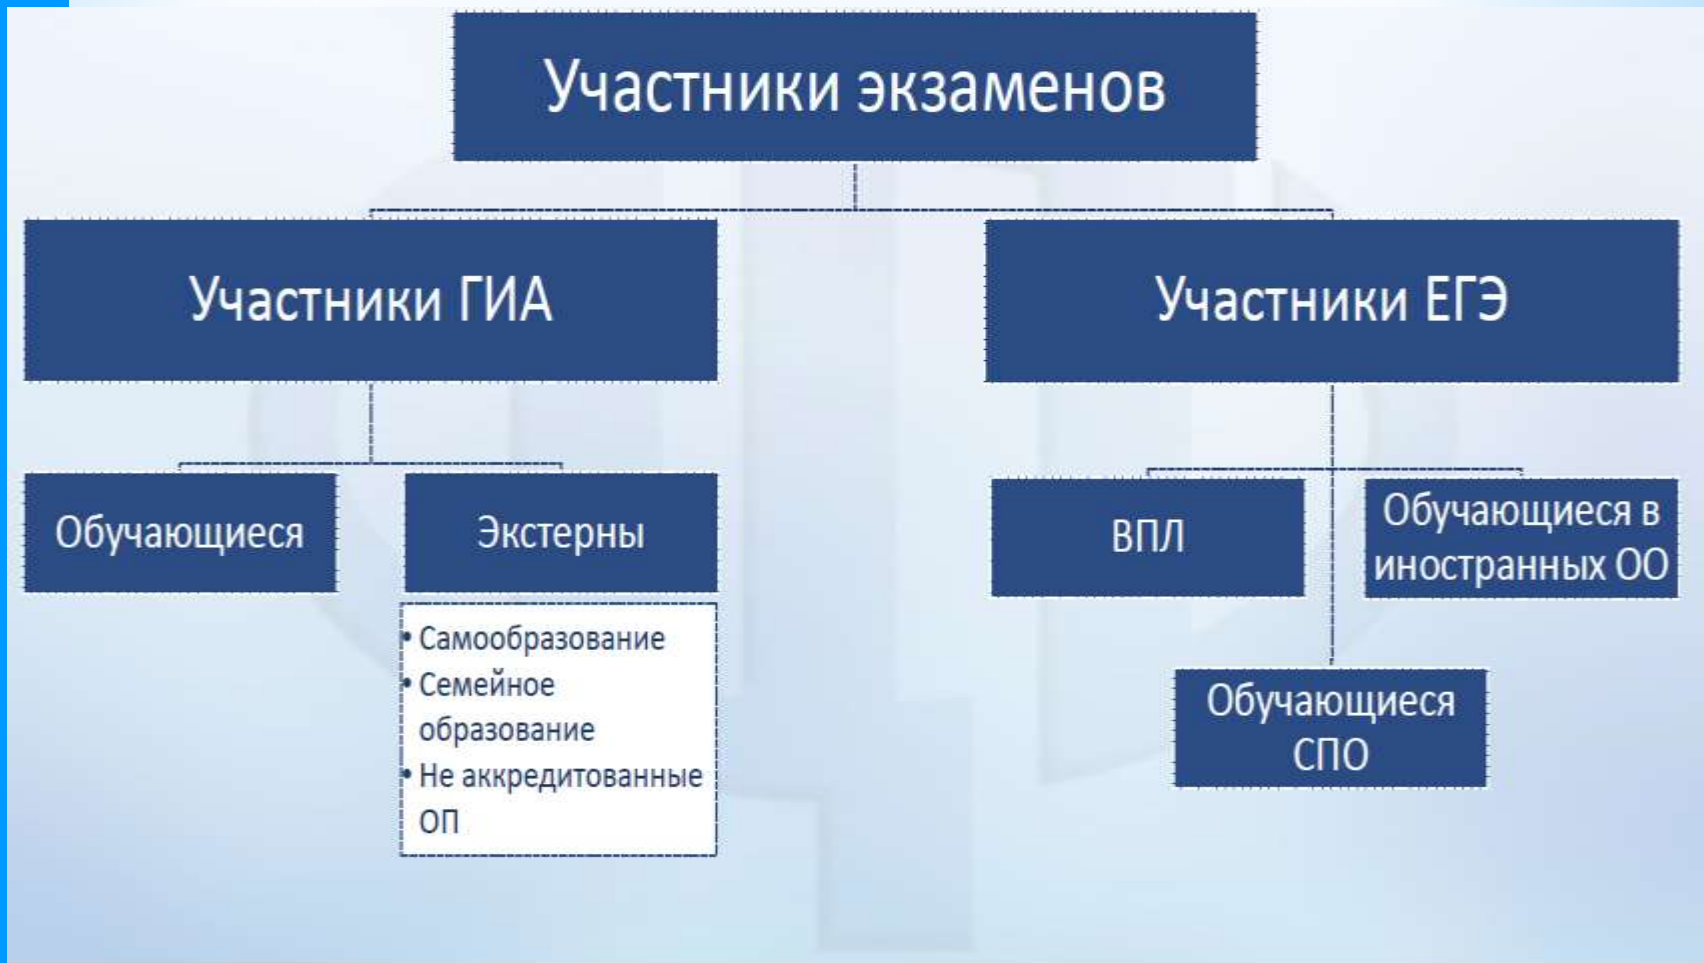 Участники экзаменов
Участники ГИА
Участники ЕГЭ
Обучающиеся
Экстерны
• Самообразование
• Семейное
образование
• Не аккредитованные
ОП
ВПЛ
Обучающиеся в
иностранных ОО
Обучающиеся
СПО